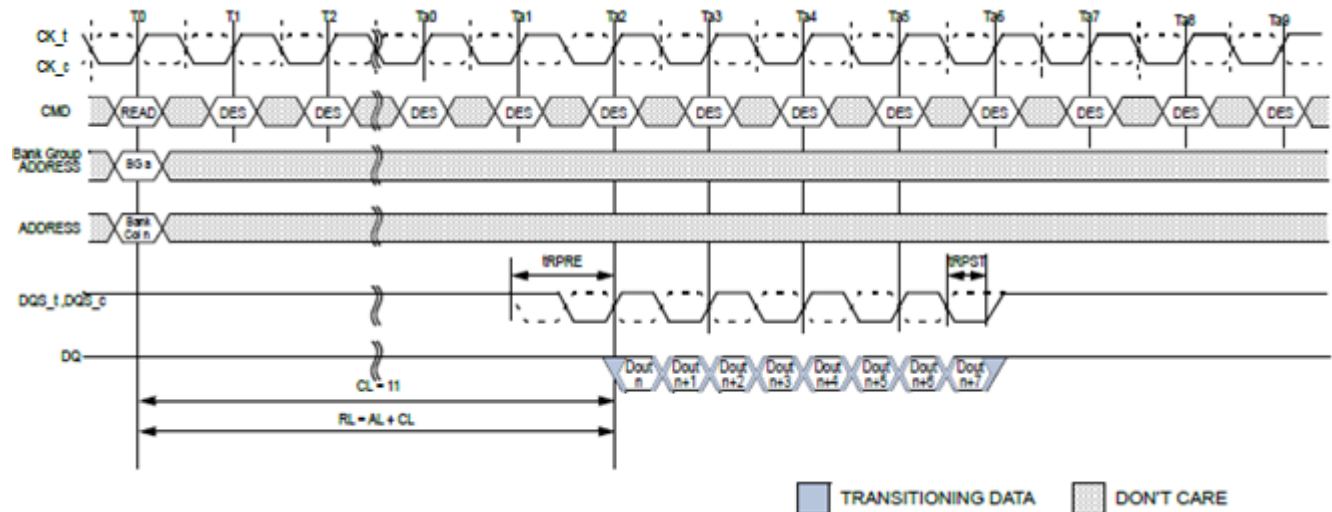 T0 T1 T2 Ta0 Ta1 Ta2 Ta3 Ta4 Ta5 Ta6 Ta7 Ta8 Ta9
CK_t
CK_c
CMD READ DES DES DES DES DES DES DES DES DES DES DES DES
Bank Group
ADDRESS
BG a
ADDRESS
Bank
Col n
tRPRE tRPST
DQS_t,DQS_c
DQ
Dout Dout Dout Dout Dout Dout Dout Dout
n n+1 n+2 n+3 n+4 n+5 n+6 n+7
CL = 11
RL = AL + CL
TRANSITIONING DATA DON'T CARE